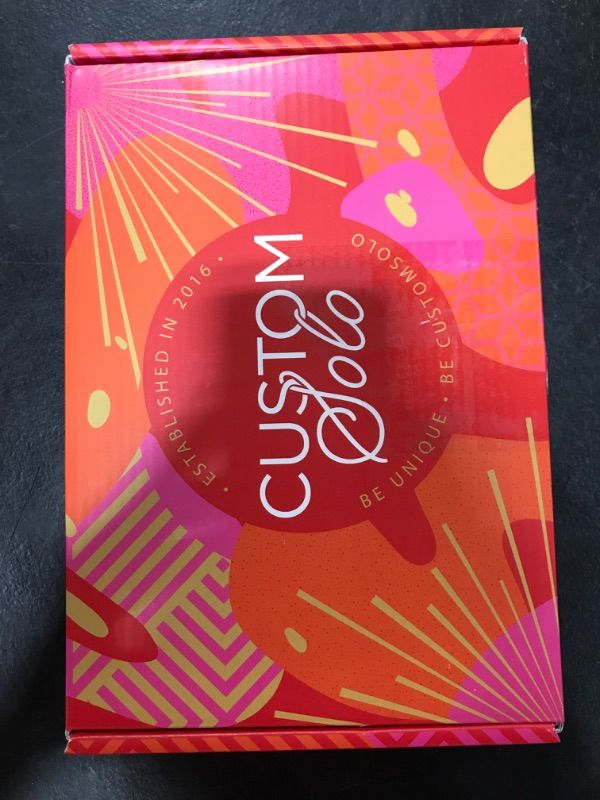 • ESTABLISHED IN 2016 •
CUSTOM
Solo
BE UNIQUE • BE CUSTOMSOLO